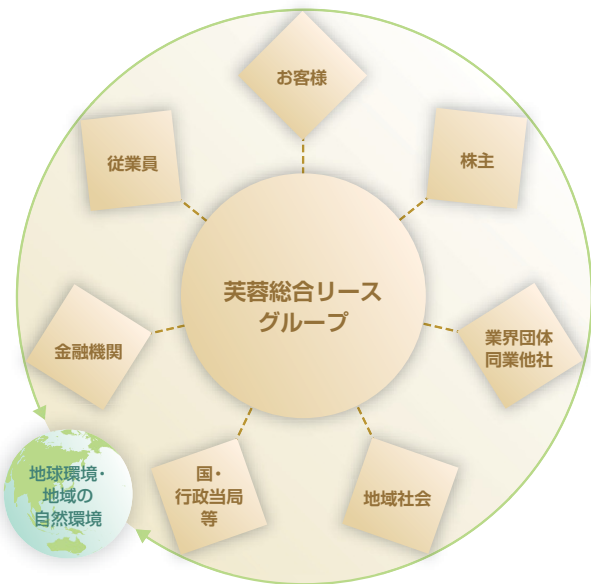 お客様
従業員
株主
芙蓉総合リース
グループ
金融機関
業界団体
同業他社
地球環境・
地域の
自然環境
国・
行政当局
等
地域社会